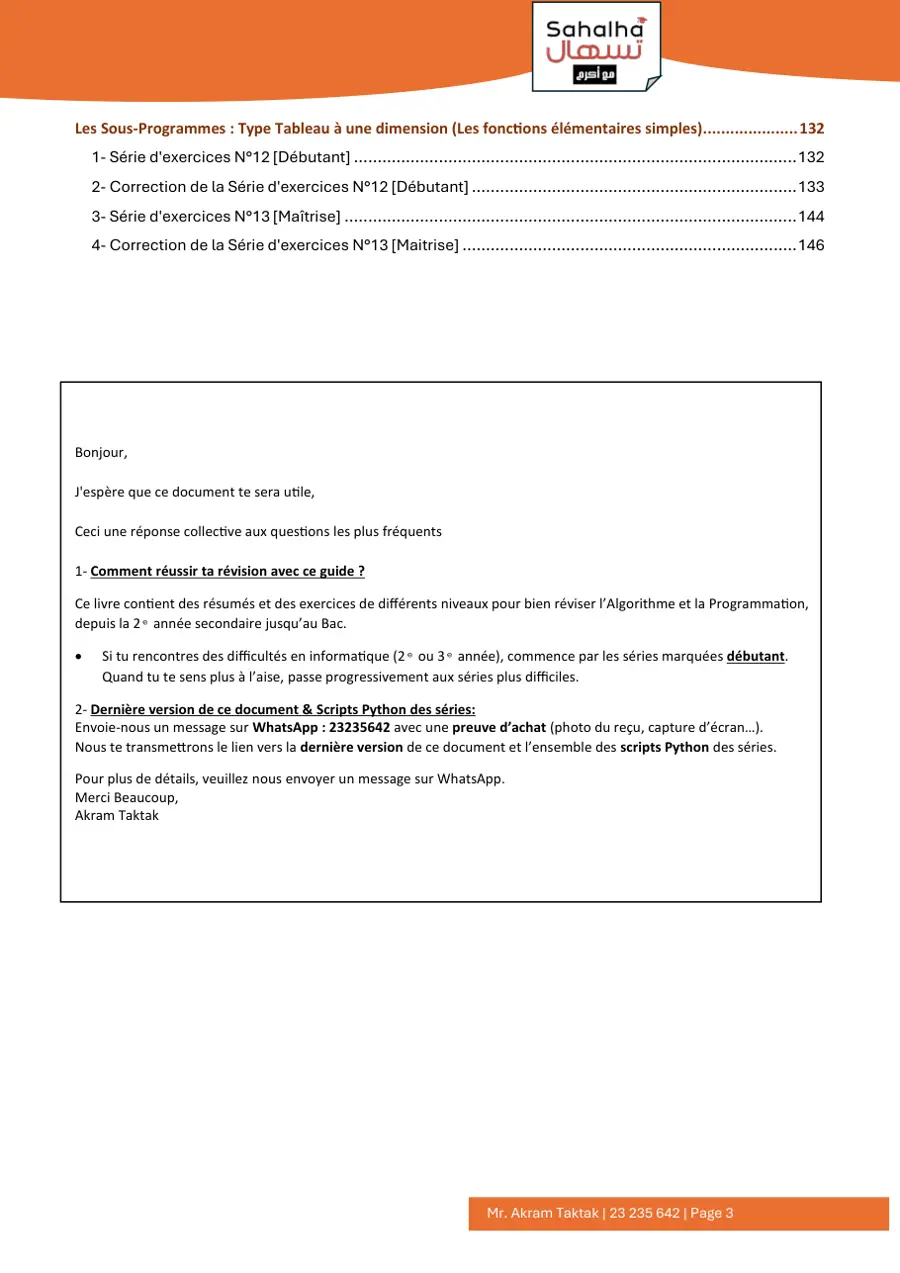 Sahalha
تسهال
مع أكرم
Les Sous-Programmes : Type Tableau à une dimension (Les fonctions élémentaires simples).....................132
1- Série d'exercices N°12 [Débutant] ..............................................................................................132
2- Correction de la Série d'exercices N°12 [Débutant] .....................................................................133
3- Série d'exercices N°13 [Maîtrise] ................................................................................................144
4- Correction de la Série d'exercices N°13 [Maitrise] .......................................................................146
Bonjour,
J'espère que ce document te sera utile,
Ceci une réponse collective aux questions les plus fréquents
1- Comment réussir ta révision avec ce guide ?
Ce livre contient des résumés et des exercices de différents niveaux pour bien réviser l’Algorithme et la Programmation,
depuis la 2ᵉ année secondaire jusqu’au Bac.
• Si tu rencontres des difficultés en informatique (2ᵉ ou 3ᵉ année), commence par les séries marquées débutant.
Quand tu te sens plus à l’aise, passe progressivement aux séries plus difficiles.
2- Dernière version de ce document & Scripts Python des séries:
Envoie-nous un message sur WhatsApp : 23235642 avec une preuve d’achat (photo du reçu, capture d’écran…).
Nous te transmettrons le lien vers la dernière version de ce document et l’ensemble des scripts Python des séries.
Pour plus de détails, veuillez nous envoyer un message sur WhatsApp.
Merci Beaucoup,
Akram Taktak
Mr. Akram Taktak | 23 235 642 | Page 3